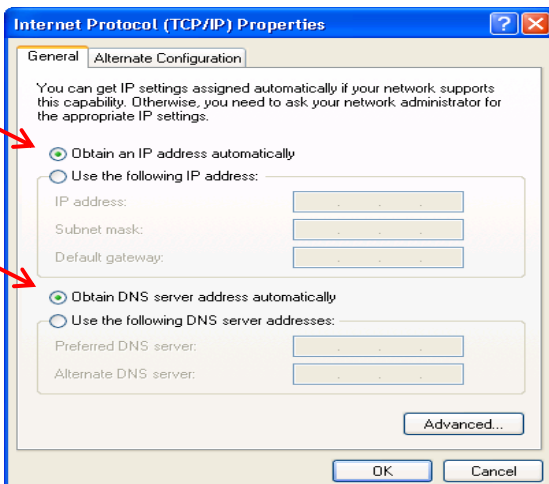 Internet Protocol (TCP/IP) Properties
General
Alternate Configuration
You can get IP settings assigned automatically if your network supports
this capability. Otherwise, you need to ask your network administrator for
the appropriate IP settings.
Obtain an IP address automatically
Use the following IP address:
IP address:
Subnet mask:
Default gateway:
Obtain DNS server address automatically
Use the following DNS server addresses:
Preferred DNS server:
Alternate DNS server:
Advanced...
OK
Cancel